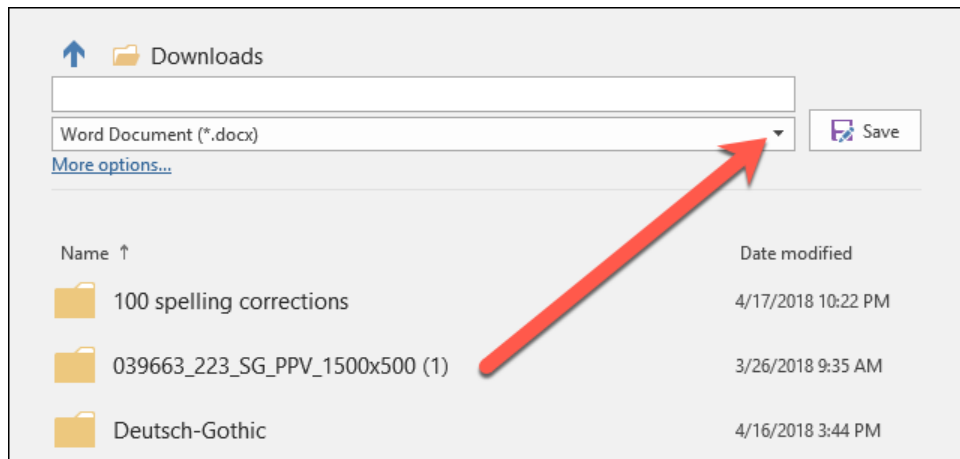 Downloads
Word Document (*.docx)
Save
More options...
Name ↑ Date modified
100 spelling corrections 4/17/2018 10:22 PM
039663_223_SG_PPV_1500x500 (1) 3/26/2018 9:35 AM
Deutsch-Gothic 4/16/2018 3:44 PM